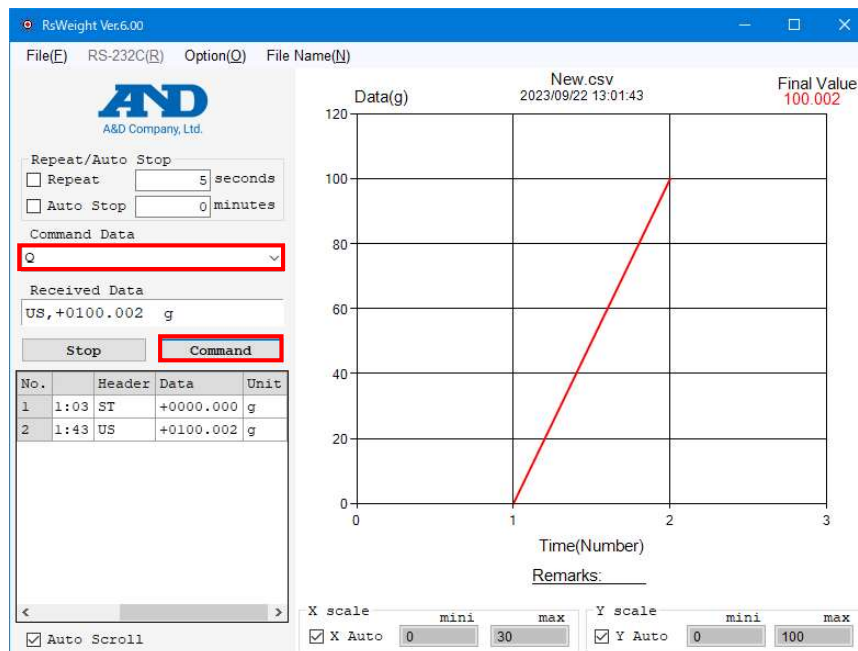 RsWeight Ver.6.00
File(F) RS-232C(R) Option(O) File Name(N)
AND
A&D Company, Ltd.
Repeat/Auto Stop
Repeat 5 seconds
Auto Stop 0 minutes
Command Data
Q
Received Data
US,+0100.002 g
Stop Command
No. Header Data Unit
1 1:03 ST +0000.000 g
2 1:43 US +0100.002 g
Auto Scroll
New.csv
Data(g) 2023/09/22 13:01:43
Final Value
100.002
120
100
80
60
40
20
0
0 1 2 3
Time(Number)
Remarks:
X scale mini max
X Auto 0 30
Y scale mini max
Y Auto 0 100